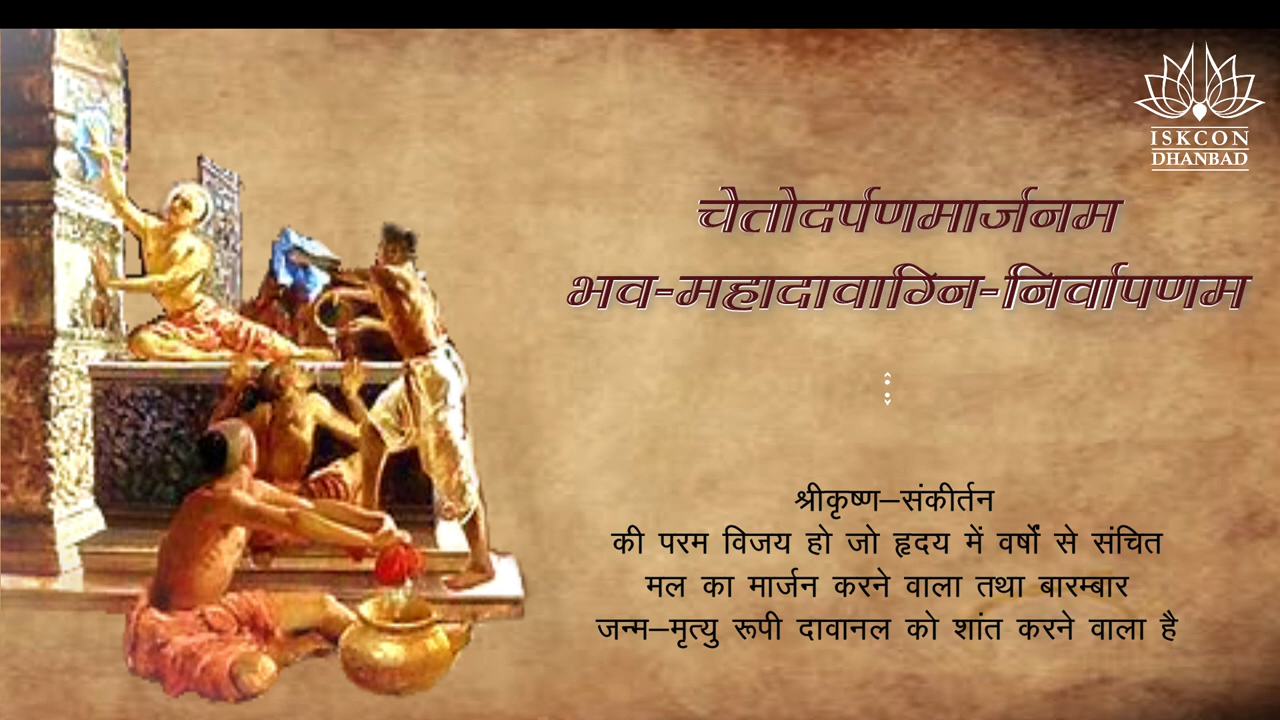 ISKCON
DHANBAD
चेतोदर्पणमार्जनम
भव-महादावाग्नि-निर्वापणम
श्रीकृष्ण–संकीर्तन
की परम विजय हो जो हृदय में वर्षों से संचित
मल का मार्जन करने वाला तथा बारम्बार
जन्म–मृत्यु रूपी दावानल को शांत करने वाला है